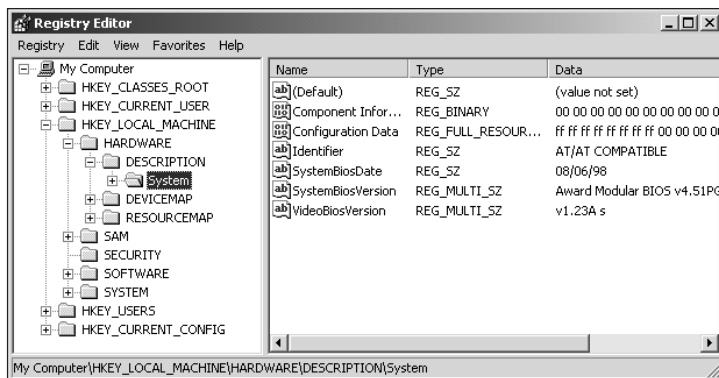 Registry Editor
Registry Edit View Favorites Help
My Computer
HKEY_CLASSES_ROOT
HKEY_CURRENT_USER
HKEY_LOCAL_MACHINE
HARDWARE
DESCRIPTION
System
DEVICEMAP
RESOURCEMAP
SAM
SECURITY
SOFTWARE
SYSTEM
HKEY_USERS
HKEY_CURRENT_CONFIG
Name Type Data
(Default) REG_SZ (value not set)
Component Infor... REG_BINARY 00 00 00 00 00 00 00 00 0
Configuration Data REG_FULL_RESOUR... ff ff ff ff ff ff ff ff 00 00 00 0
Identifier REG_SZ AT/AT COMPATIBLE
SystemBiosDate REG_SZ 08/06/98
SystemBiosVersion REG_MULTI_SZ Award Modular BIOS v4.51PG
VideoBiosVersion REG_MULTI_SZ v1.23A s
My Computer\HKEY_LOCAL_MACHINE\HARDWARE\DESCRIPTION\System